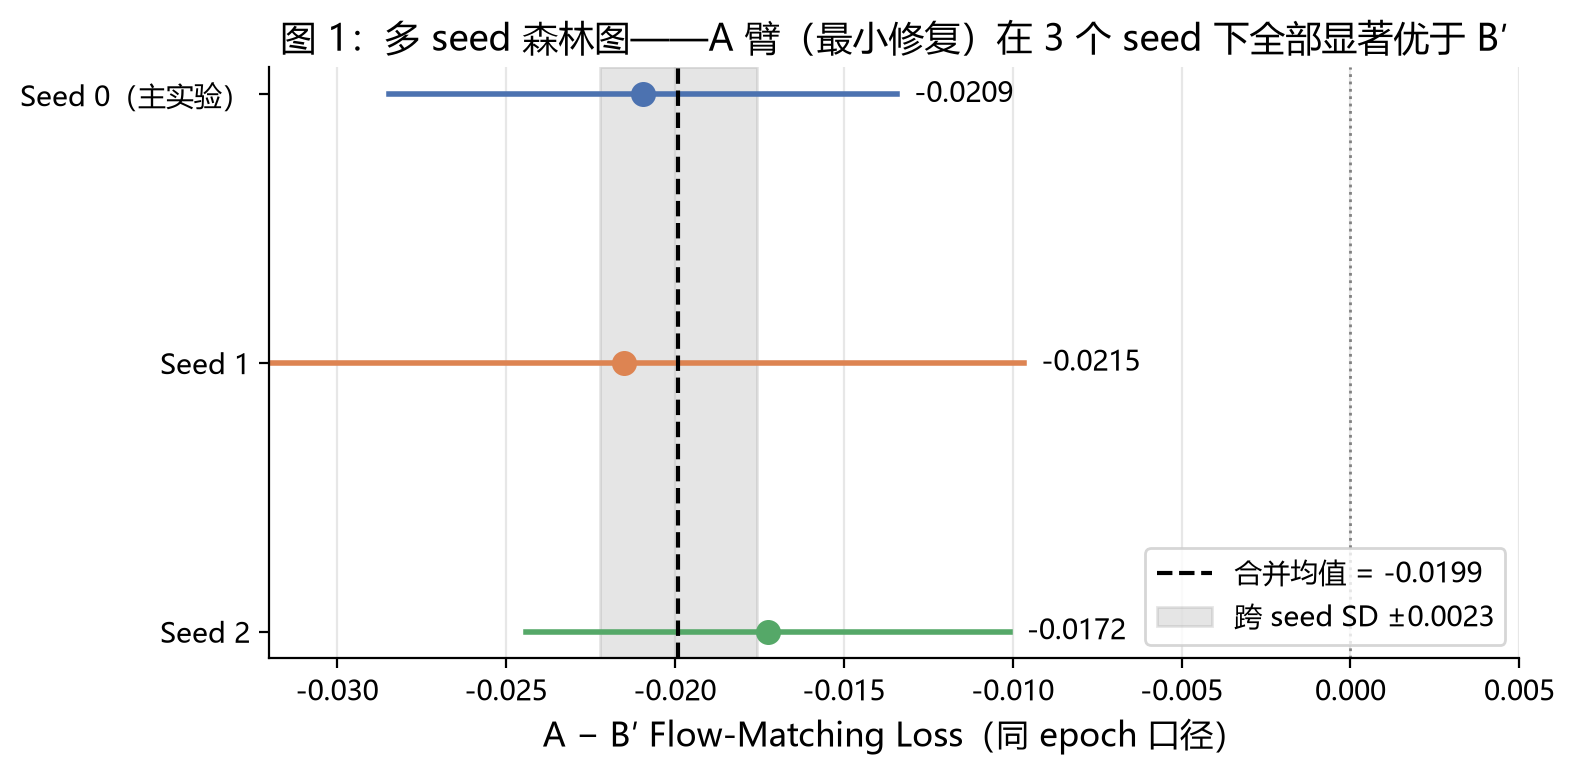 图 1：多 seed 森林图——A 臂（最小修复）在 3 个 seed 下全部显著优于 B′
Seed 0（主实验）
-0.0209
Seed 1
-0.0215
Seed 2
-0.0172
合并均值 = -0.0199
跨 seed SD ±0.0023
-0.030 -0.025 -0.020 -0.015 -0.010 -0.005 0.000 0.005
A − B′ Flow-Matching Loss（同 epoch 口径）